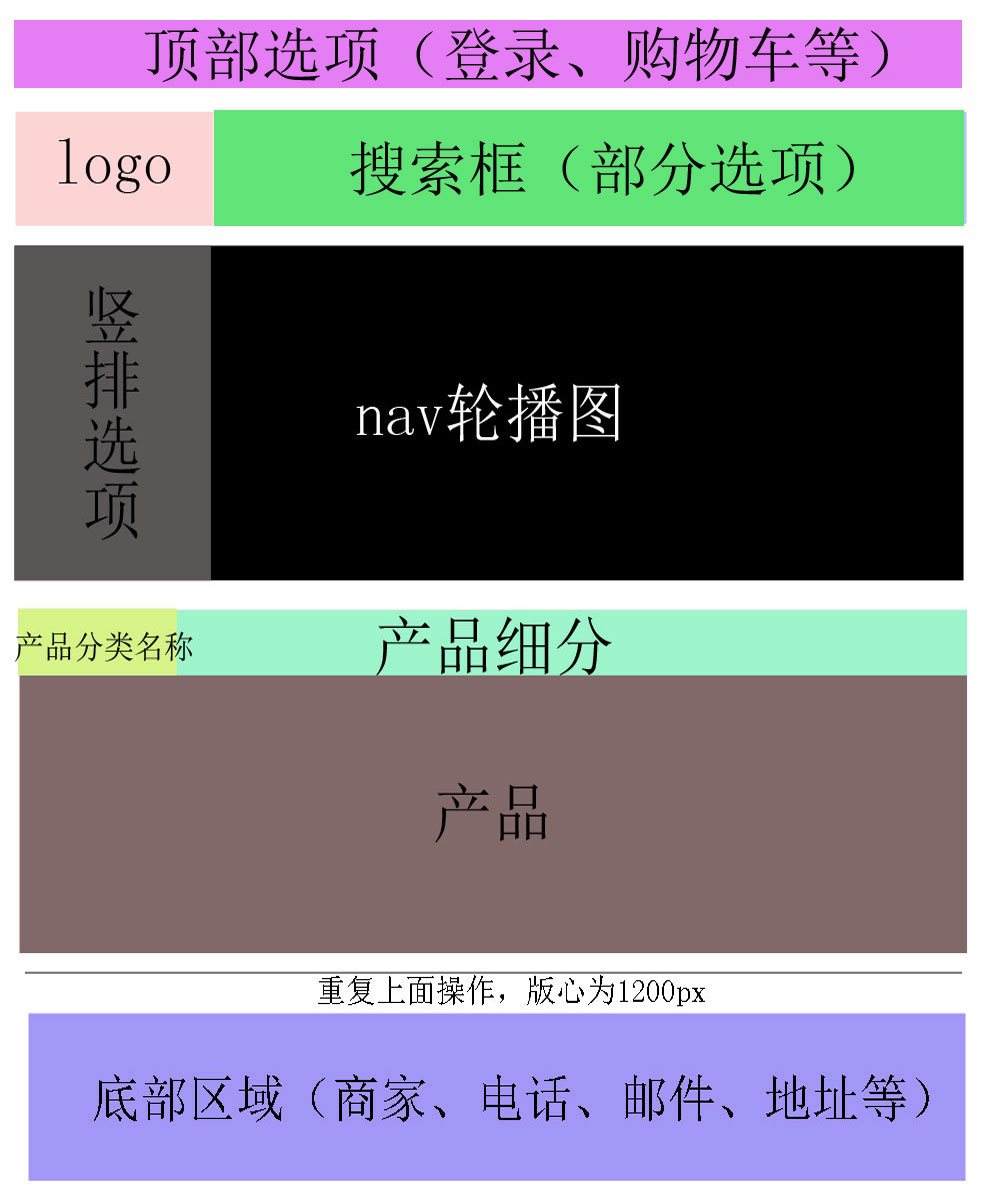 顶部选项（登录、购物车等）
logo
搜索框（部分选项）
竖排选项
nav轮播图
产品分类名称
产品细分
产品
重复上面操作，版心为1200px
底部区域（商家、电话、邮件、地址等）